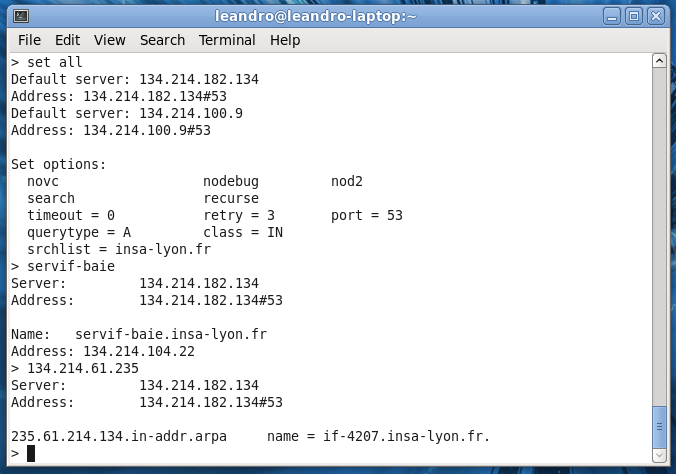 leandro@leandro-laptop:~
File Edit View Search Terminal Help
> set all
Default server: 134.214.182.134
Address: 134.214.182.134#53
Default server: 134.214.100.9
Address: 134.214.100.9#53
Set options:
novc nodebug nod2
search recurse
timeout = 0 retry = 3 port = 53
querytype = A class = IN
srchlist = insa-lyon.fr
> servif-baie
Server: 134.214.182.134
Address: 134.214.182.134#53
Name: servif-baie.insa-lyon.fr
Address: 134.214.104.22
> 134.214.61.235
Server: 134.214.182.134
Address: 134.214.182.134#53
235.61.214.134.in-addr.arpa name = if-4207.insa-lyon.fr.
>